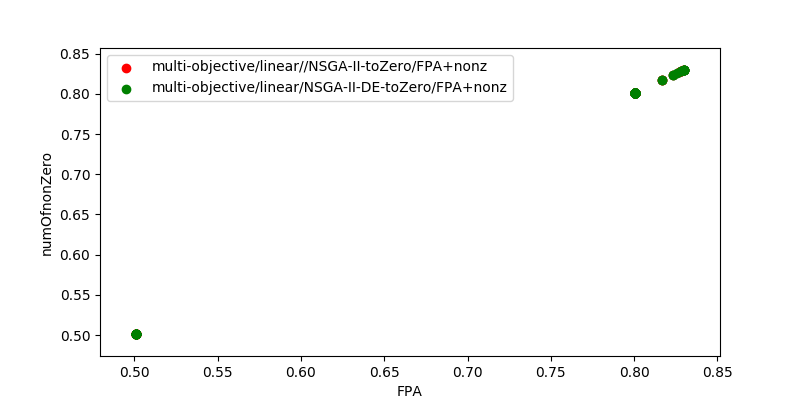 0.85
0.80
0.75
0.70
0.65
0.60
0.55
0.50
numOfnonZero
multi-objective/linear//NSGA-II-toZero/FPA+nonz
multi-objective/linear/NSGA-II-DE-toZero/FPA+nonz
0.50 0.55 0.60 0.65 0.70 0.75 0.80 0.85
FPA